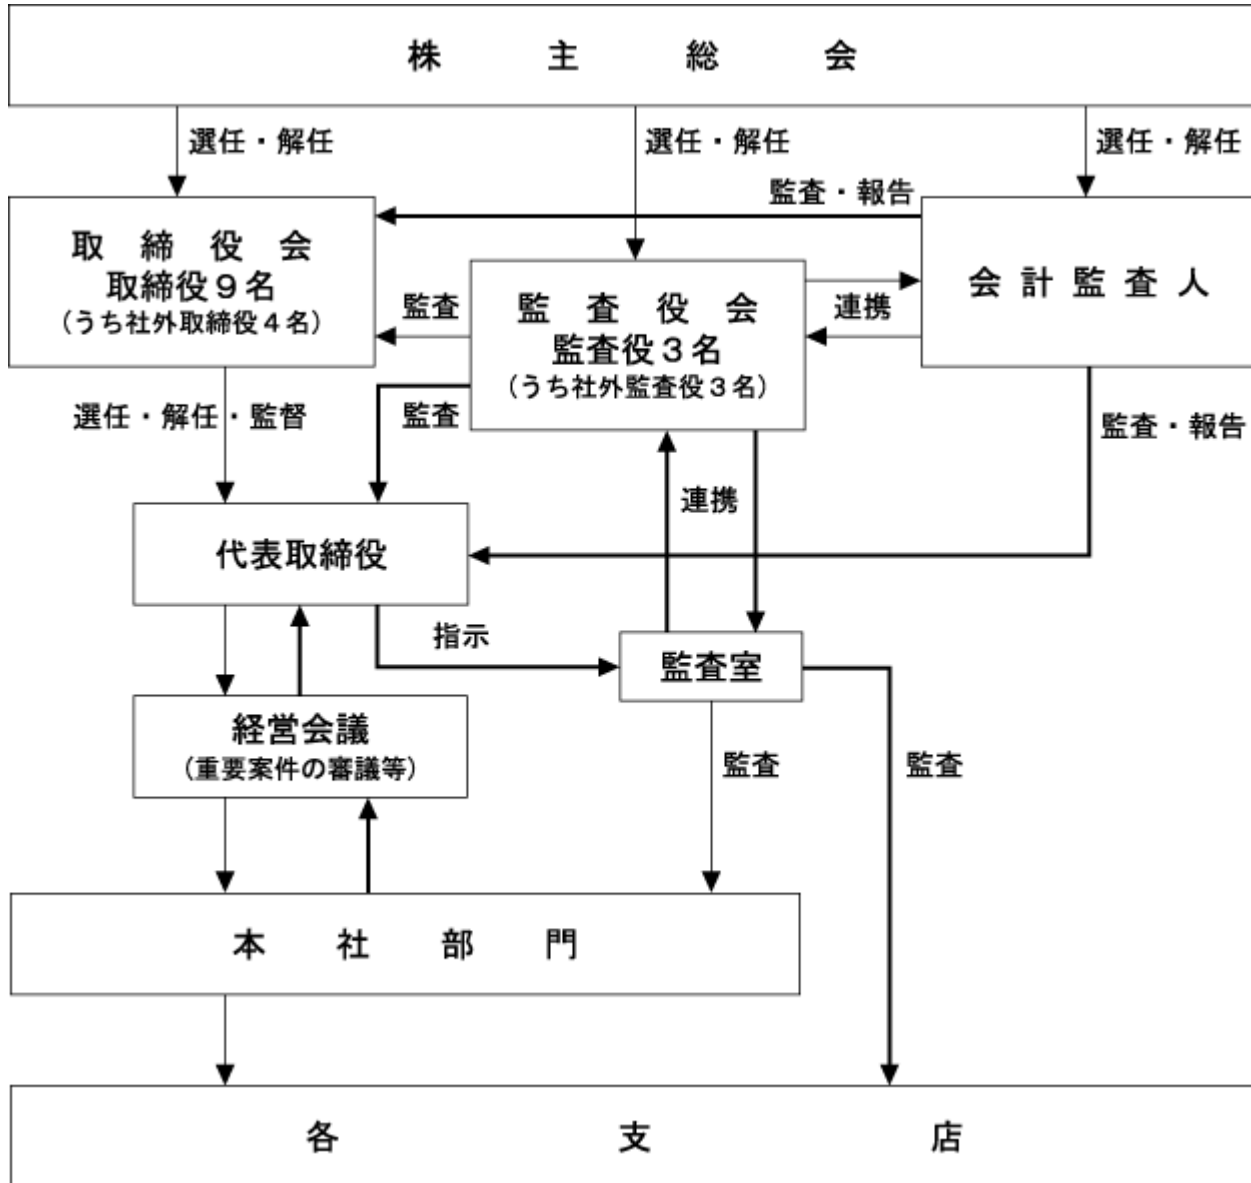 株主総会
選任・解任
選任・解任
選任・解任
監査・報告
取締役会
取締役９名
（うち社外取締役４名）
監査
監査役会
監査役３名
（うち社外監査役３名）
連携
会計監査人
選任・解任・監督
監査
監査・報告
連携
代表取締役
指示
監査室
経営会議
（重要案件の審議等）
監査
監査
本社部門
各支店